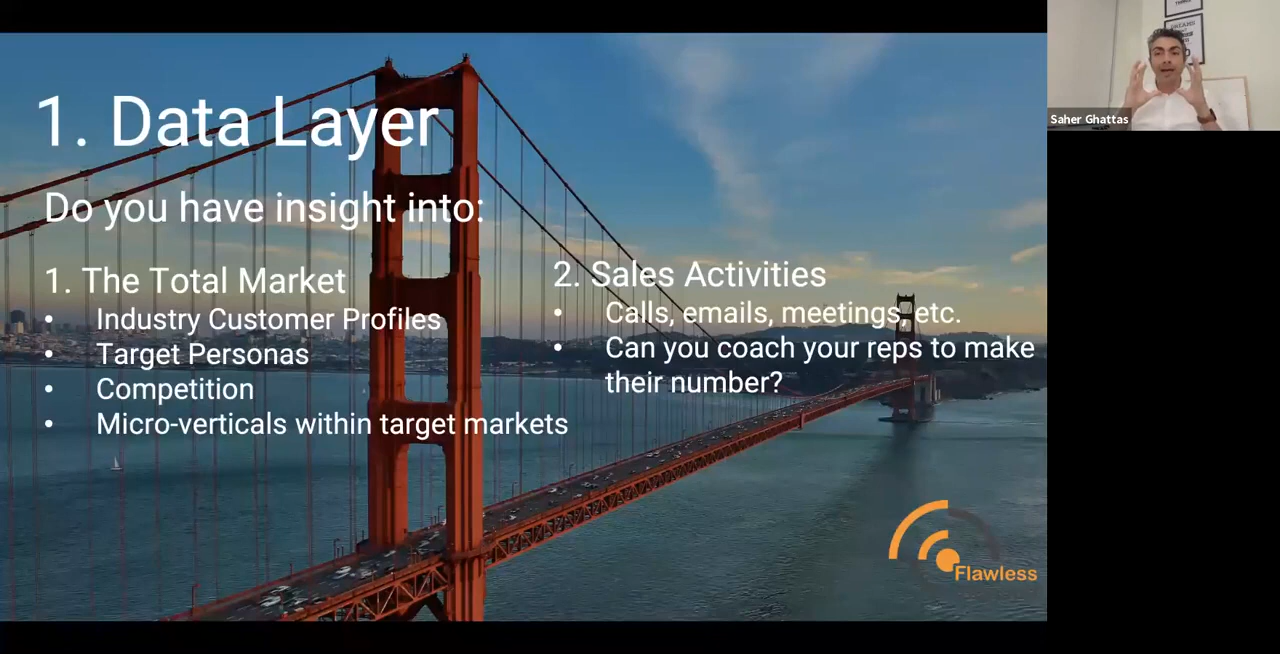 1. Data Layer
Do you have insight into:
1. The Total Market
• Industry Customer Profiles
• Target Personas
• Competition
• Micro-verticals within target markets
2. Sales Activities
• Calls, emails, meetings, etc.
• Can you coach your reps to make
their number?
Flawless
DREAMS
Saher Ghattas